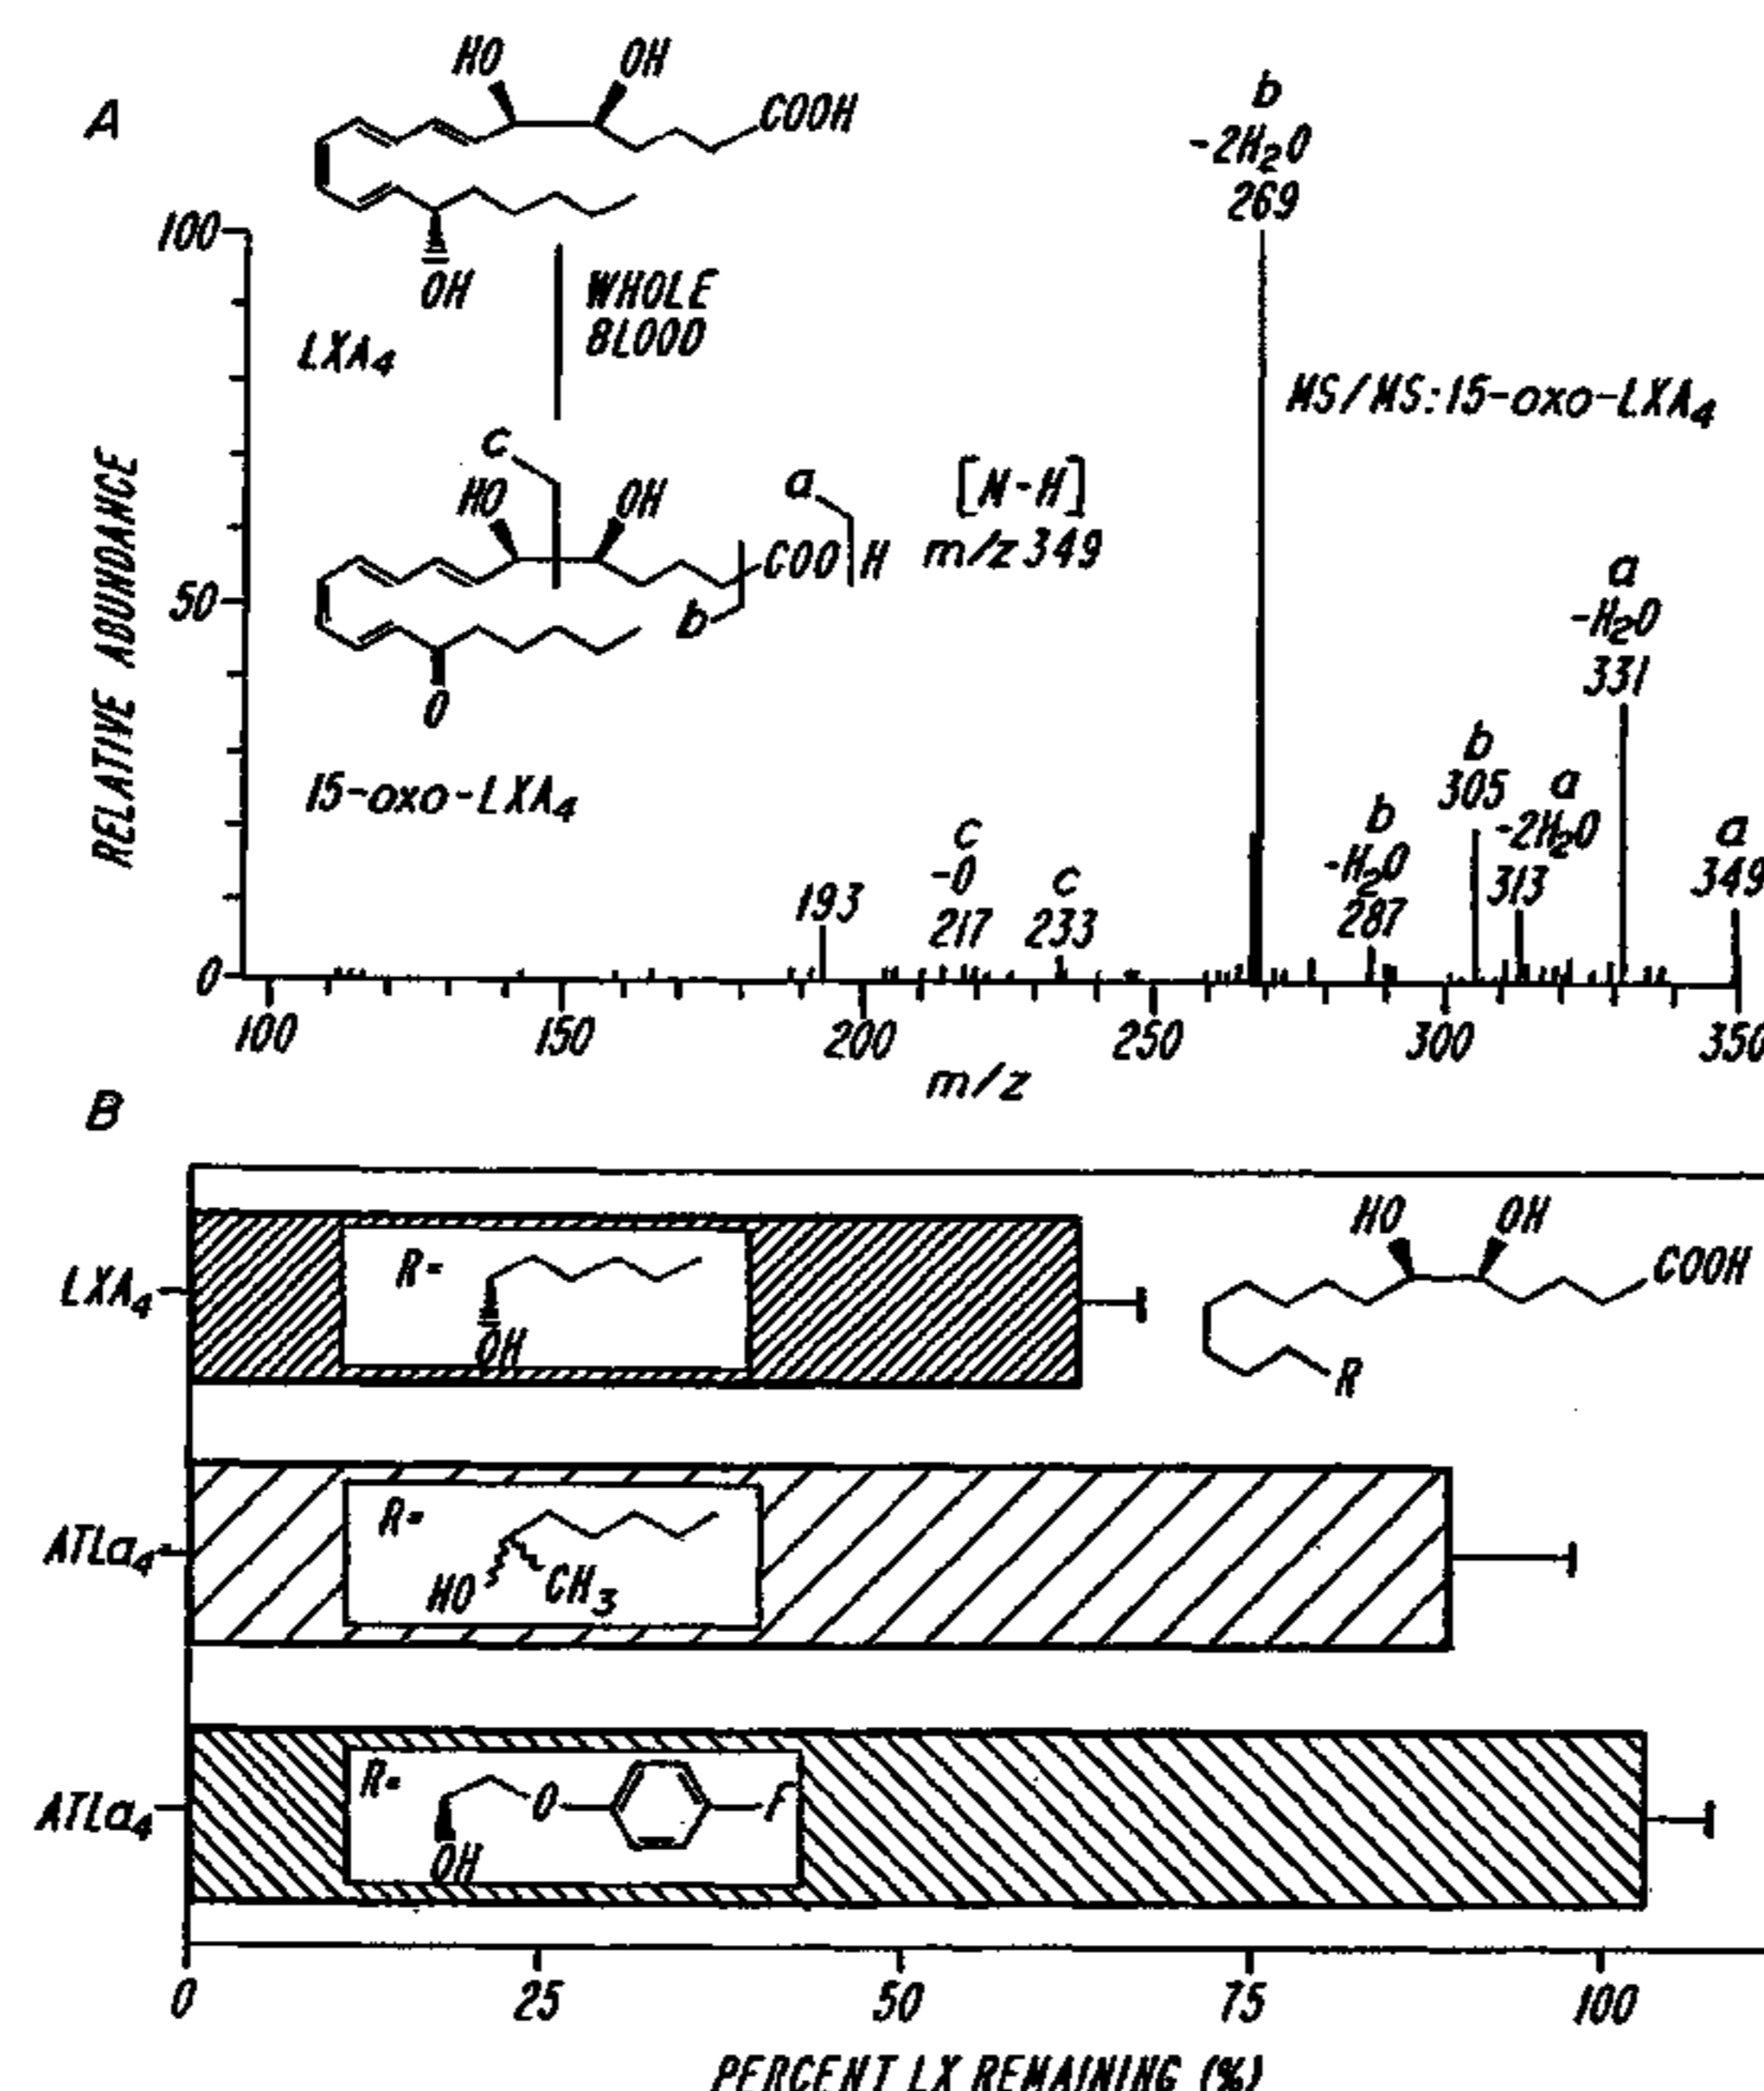 A
HO OH
COOH
OH
LXA4
WHOLE
BLOOD
c
HO OH
a
COO H
b
O
15-oxo-LXA4
[M-H]
m/z 349
MS/MS: 15-oxo-LXA4
b
-2H2O
269
a
-H2O
331
b
305
a
-2H2O
313
b
-H2O
287
a
349
c
-O
217
c
233
193
RELATIVE ABUNDANCE
100
50
0
100 150 200 250 300 350
m/z
B
LXA4
R=
OH
HO OH
COOH
R
ATLa4
R=
HO CH3
ATLa4
R=
O F
OH
0 25 50 75 100
PERCENT LX REMAINING (%)